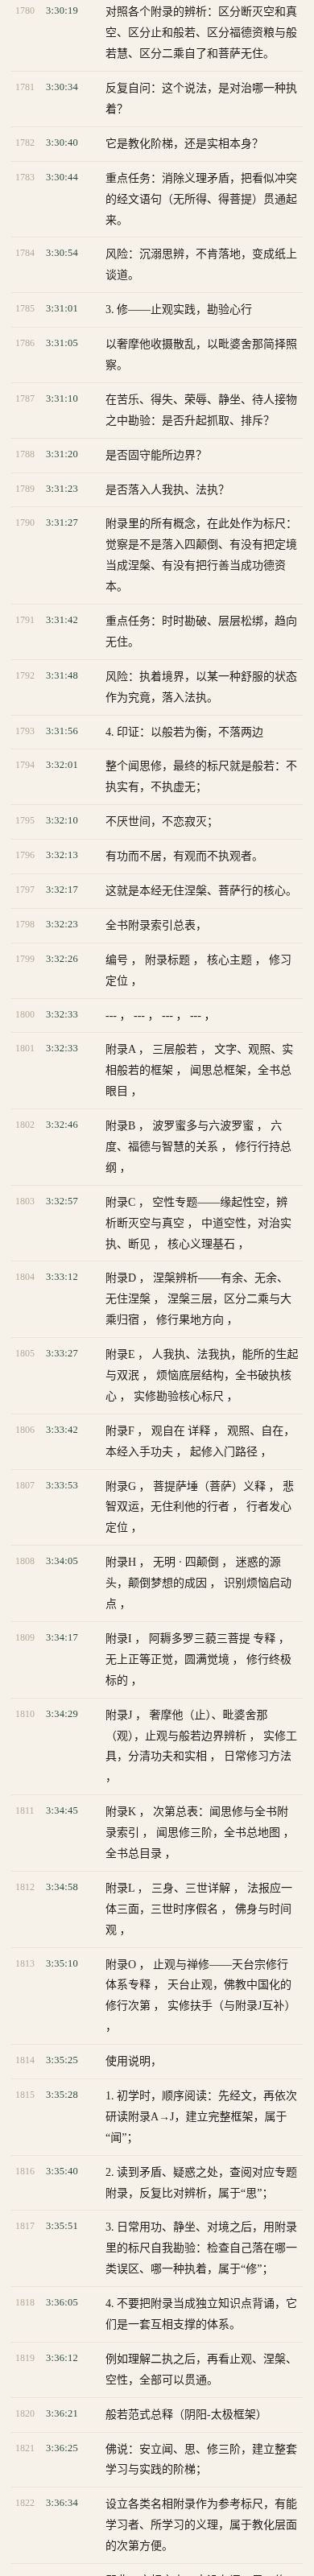 1780 3:30:19 对照各个附录的辨析：区分断灭空和真
空、区分止和般若、区分福德资粮与般
若慧、区分二乘自了和菩萨无住。
1781 3:30:34 反复自问：这个说法，是对治哪一种执
着？
1782 3:30:40 它是教化阶梯，还是实相本身？
1783 3:30:44 重点任务：消除义理矛盾，把看似冲突
的经文语句（无所得、得菩提）贯通起
来。
1784 3:30:54 风险：沉溺思辨，不肯落地，变成纸上
谈道。
1785 3:31:01 3. 修——止观实践，勘验心行
1786 3:31:05 以奢摩他收摄散乱，以毗婆舍那简择照
察。
1787 3:31:10 在苦乐、得失、荣辱、静坐、待人接物
之中勘验：是否升起抓取、排斥？
1788 3:31:20 是否固守能所边界？
1789 3:31:23 是否落入人我执、法执？
1790 3:31:27 附录里的所有概念，在此处作为标尺：
觉察是不是落入四颠倒、有没有把定境
当成涅槃、有没有把行善当成功德资
本。
1791 3:31:42 重点任务：时时勘破、层层松绑，趋向
无住。
1792 3:31:48 风险：执着境界，以某一种舒服的状态
作为究竟，落入法执。
1793 3:31:56 4. 印证：以般若为衡，不落两边
1794 3:32:01 整个闻思修，最终的标尺就是般若：不
执实有，不执虚无；
1795 3:32:10 不厌世间，不恋寂灭；
1796 3:32:13 有功而不居，有观而不执观者。
1797 3:32:17 这就是本经无住涅槃、菩萨行的核心。
1798 3:32:23 全书附录索引总表，
1799 3:32:26 编号 ， 附录标题 ， 核心主题 ， 修习
定位 ，
1800 3:32:33 --- ， --- ， --- ， --- ，
1801 3:32:33 附录A ， 三层般若 ， 文字、观照、实
相般若的框架 ， 闻思总框架，全书总
眼目 ，
1802 3:32:46 附录B ， 波罗蜜多与六波罗蜜 ， 六
度、福德与智慧的关系 ， 修行行持总
纲 ，
1803 3:32:57 附录C ， 空性专题——缘起性空，辨
析断灭空与真空 ， 中道空性，对治实
执、断见 ， 核心义理基石 ，
1804 3:33:12 附录D ， 涅槃辨析——有余、无余、
无住涅槃 ， 涅槃三层，区分二乘与大
乘归宿 ， 修行果地方向 ，
1805 3:33:27 附录E ， 人我执、法我执，能所的生起
与双泯 ， 烦恼底层结构，全书破执核
心 ， 实修勘验核心标尺 ，
1806 3:33:42 附录F ， 观自在 详释 ， 观照、自在，
本经入手功夫 ， 起修入门路径 ，
1807 3:33:53 附录G ， 菩提萨埵（菩萨）义释 ， 悲
智双运，无住利他的行者 ， 行者发心
定位 ，
1808 3:34:05 附录H ， 无明 · 四颠倒 ， 迷惑的源
头，颠倒梦想的成因 ， 识别烦恼启动
点 ，
1809 3:34:17 附录I ， 阿耨多罗三藐三菩提 专释 ，
无上正等正觉，圆满觉境 ， 修行终极
标的 ，
1810 3:34:29 附录J ， 奢摩他（止）、毗婆舍那
（观），止观与般若边界辨析 ， 实修工
具，分清功夫和实相 ， 日常修习方法
，
1811 3:34:45 附录K ， 次第总表：闻思修与全书附
录索引 ， 闻思修三阶，全书总地图 ，
全书总目录 ，
1812 3:34:58 附录L ， 三身、三世详解 ， 法报应一
体三面，三世时序假名 ， 佛身与时间
观 ，
1813 3:35:10 附录O ， 止观与禅修——天台宗修行
体系专释 ， 天台止观，佛教中国化的
修行次第 ， 实修扶手（与附录J互补）
，
1814 3:35:25 使用说明，
1815 3:35:28 1. 初学时，顺序阅读：先经文，再依次
研读附录A→J，建立完整框架，属于
“闻”；
1816 3:35:40 2. 读到矛盾、疑惑之处，查阅对应专题
附录，反复比对辨析，属于“思”；
1817 3:35:51 3. 日常用功、静坐、对境之后，用附录
里的标尺自我勘验：检查自己落在哪一
类误区、哪一种执着，属于“修”；
1818 3:36:05 4. 不要把附录当成独立知识点背诵，它
们是一套互相支撑的体系。
1819 3:36:12 例如理解二执之后，再看止观、涅槃、
空性，全部可以贯通。
1820 3:36:21 般若范式总释（阴阳-太极框架）
1821 3:36:25 佛说：安立闻、思、修三阶，建立整套
学习与实践的阶梯；
1822 3:36:34 设立各类名相附录作为参考标尺，有能
学习者、所学习的义理，属于教化层面
的次第方便。